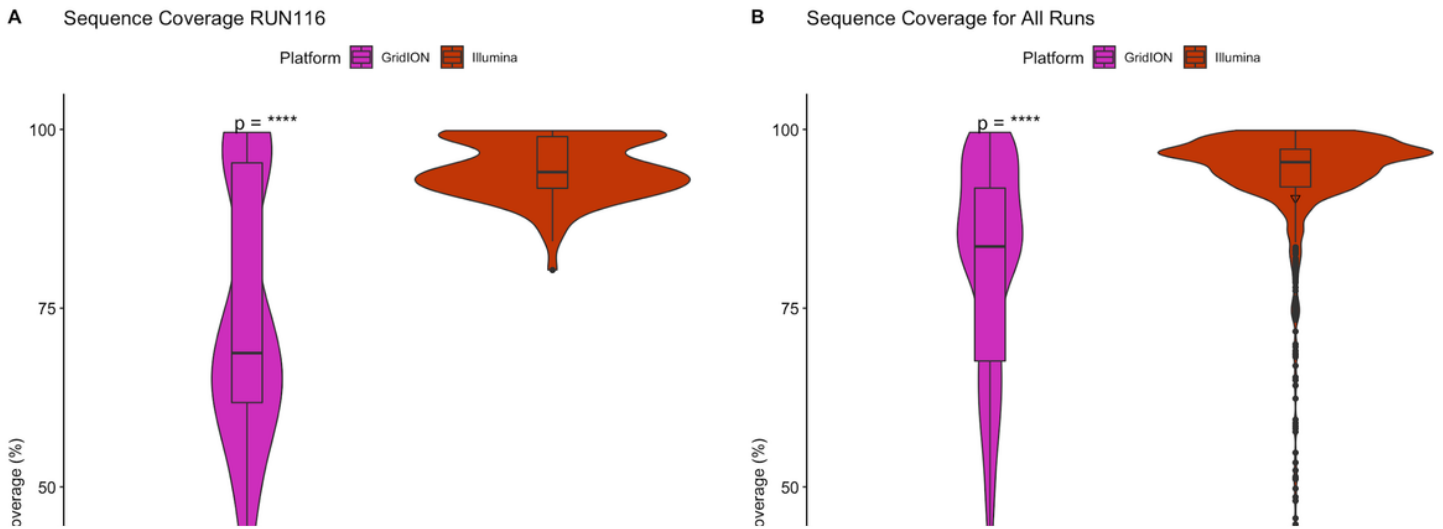 A Sequence Coverage RUN116
Platform GridION Illumina
p = ****
100
75
50
overage (%)
B Sequence Coverage for All Runs
Platform GridION Illumina
p = ****
100
75
50
overage (%)